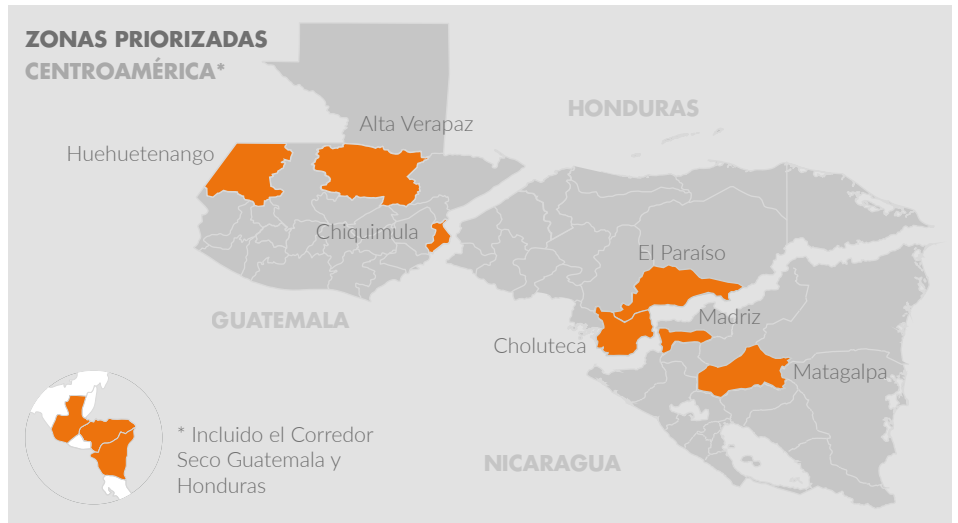 ZONAS PRIORIZADAS
CENTROAMÉRICA*
HONDURAS
Alta Verapaz
Huehuetenango
Chiquimula
El Paraíso
GUATEMALA
Madriz
Choluteca
Matagalpa
* Incluido el Corredor
Seco Guatemala y
Honduras
NICARAGUA